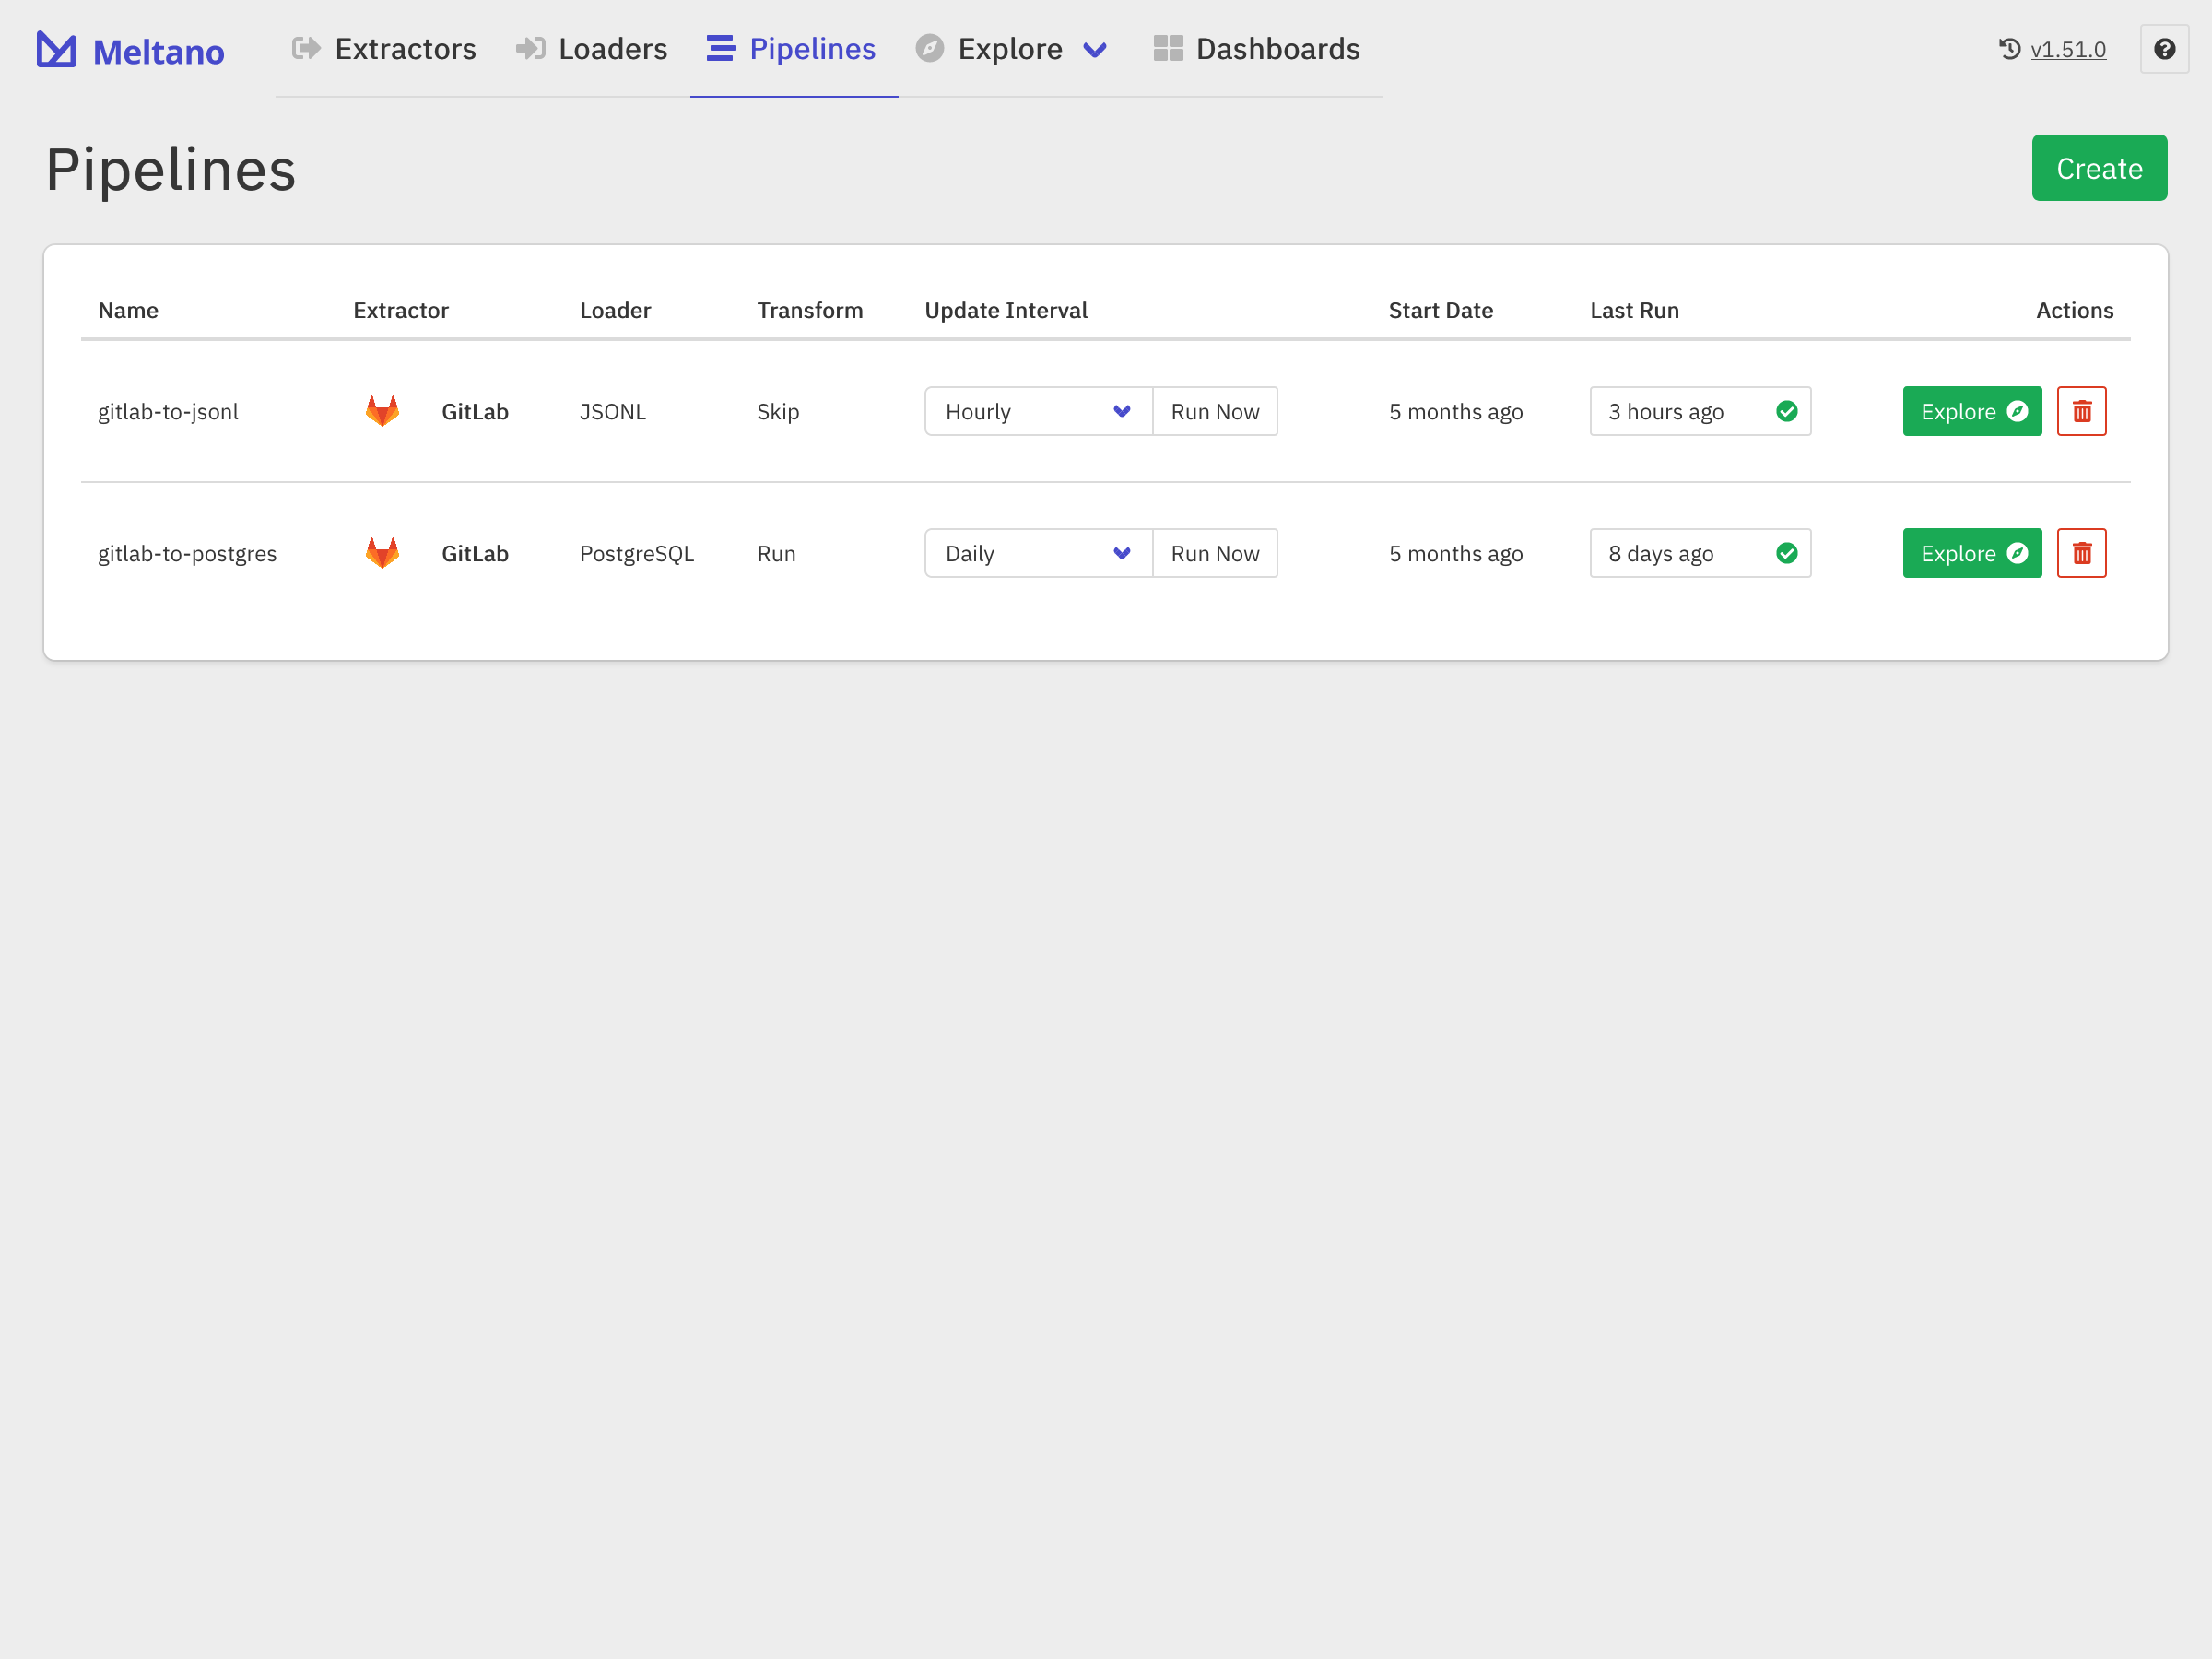 Meltano Extractors Loaders Pipelines Explore Dashboards v1.51.0
Pipelines Create
Name Extractor Loader Transform Update Interval Start Date Last Run Actions
gitlab-to-jsonl GitLab JSONL Skip Hourly Run Now 5 months ago 3 hours ago Explore
gitlab-to-postgres GitLab PostgreSQL Run Daily Run Now 5 months ago 8 days ago Explore